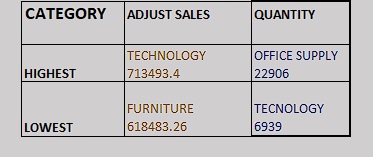 CATEGORY ADJUST SALES QUANTITY
TECHNOLOGY OFFICE SUPPLY
HIGHEST 713493.4 22906
FURNITURE TECNOLOGY
LOWEST 618483.26 6939